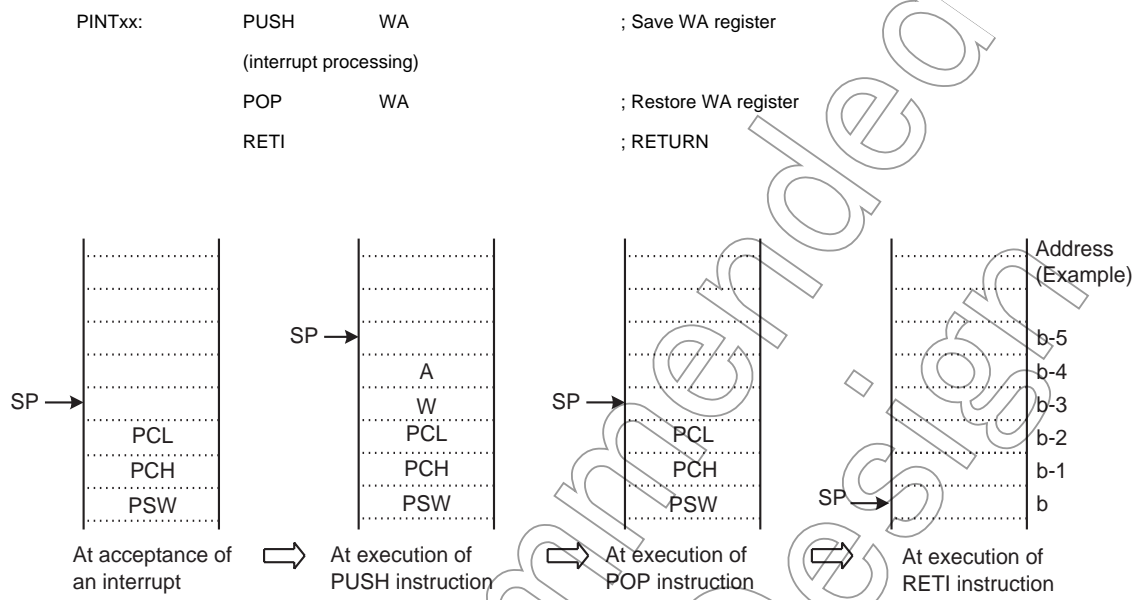 PINTxx: PUSH WA ; Save WA register
(interrupt processing)
POP WA ; Restore WA register
RETI ; RETURN
Address
(Example)
SP
b-5
A
b-4
SP
W
SP
b-3
PCL
PCL
PCL
b-2
PCH
PCH
PCH
b-1
PSW
PSW
PSW
SP
b
At acceptance of
an interrupt
At execution of
PUSH instruction
At execution of
POP instruction
At execution of
RETI instruction